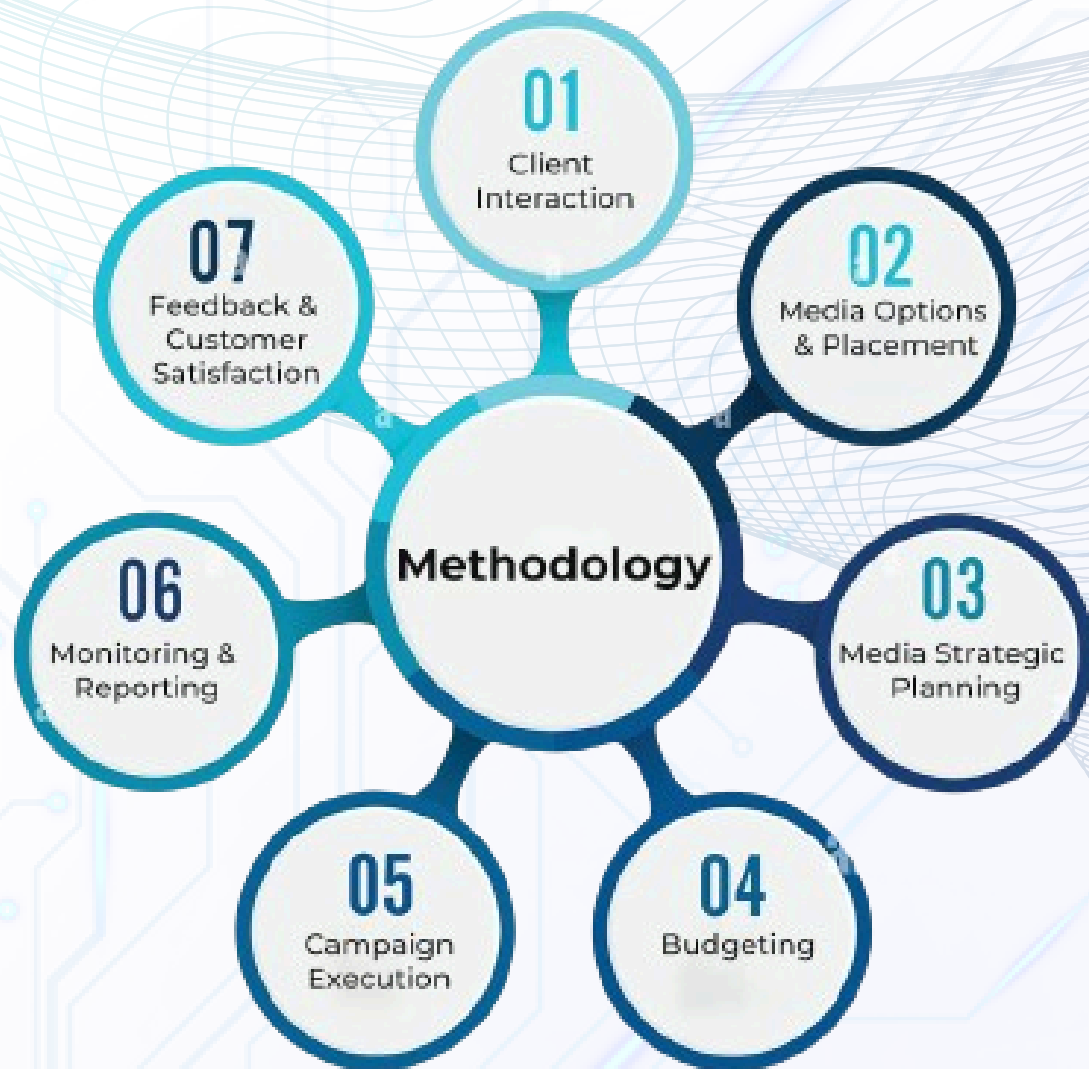 01
Client
Interaction
02
Media Options
& Placement
03
Media Strategic
Planning
04
Budgeting
05
Campaign
Execution
06
Monitoring &
Reporting
07
Feedback &
Customer
Satisfaction
Methodology
a
a
d